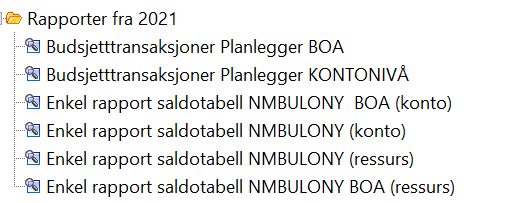 Rapporter fra 2021
Budsjetttransaksjoner Planlegger BOA
Budsjetttransaksjoner Planlegger KONTONIVÅ
Enkel rapport saldotabell NMBULONY  BOA (konto)
Enkel rapport saldotabell NMBULONY (konto)
Enkel rapport saldotabell NMBULONY (ressurs)
Enkel rapport saldotabell NMBULONY BOA (ressurs)